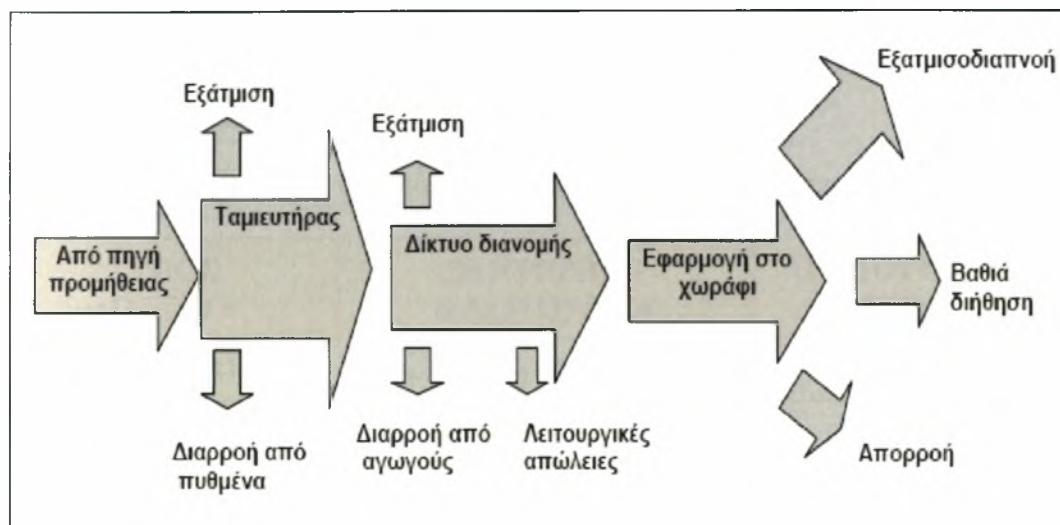 Εξάτμιση
Εξάτμιση
Εξατμισοδιαπνοή
Από πηγή
προμήθειας
Ταμιευτήρας
Δίκτυο διανομής
Εφαρμογή στο
χωράφι
Βαθιά
διήθηση
Διαρροή από
πυθμένα
Διαρροή από
αγωγούς
Λειτουργικές
απώλειες
Απορροή